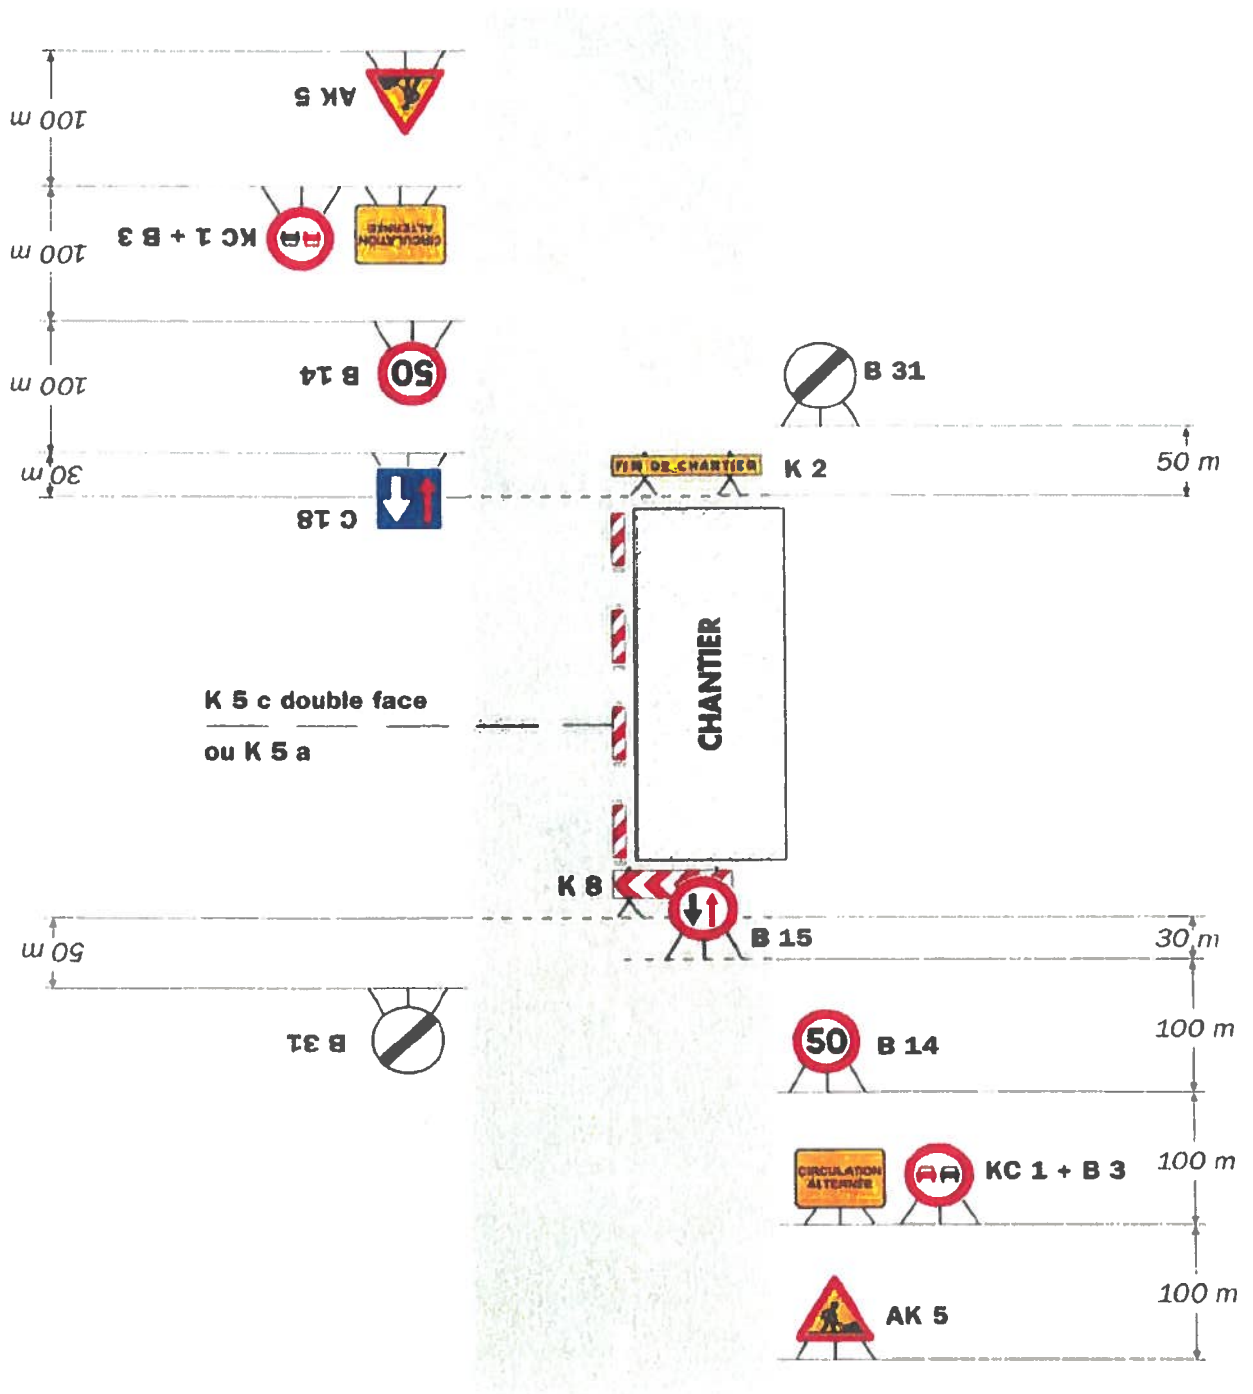 AK 5
100 m
KC 1 + B 3
CIRCULATION
ALTERNÉE
100 m
B 14
50
100 m
B 31
30 m
FIN DE CHANTIER
K 2
50 m
C 18
CHANTIER
K 5 c double face
ou K 5 a
K 8
B 15
50 m
30 m
B 31
50
B 14
100 m
CIRCULATION
ALTERNÉE
KC 1 + B 3
100 m
AK 5
100 m